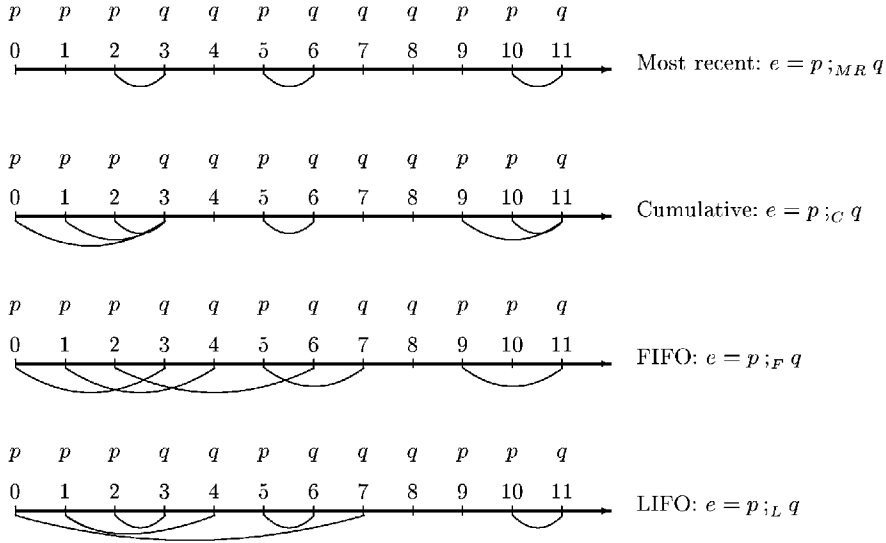 p p p q q p q q q p p q
0 1 2 3 4 5 6 7 8 9 10 11
Most recent: e = p ;MR q
p p p q q p q q q p p q
0 1 2 3 4 5 6 7 8 9 10 11
Cumulative: e = p ;C q
p p p q q p q q q p p q
0 1 2 3 4 5 6 7 8 9 10 11
FIFO: e = p ;F q
p p p q q p q q q p p q
0 1 2 3 4 5 6 7 8 9 10 11
LIFO: e = p ;L q